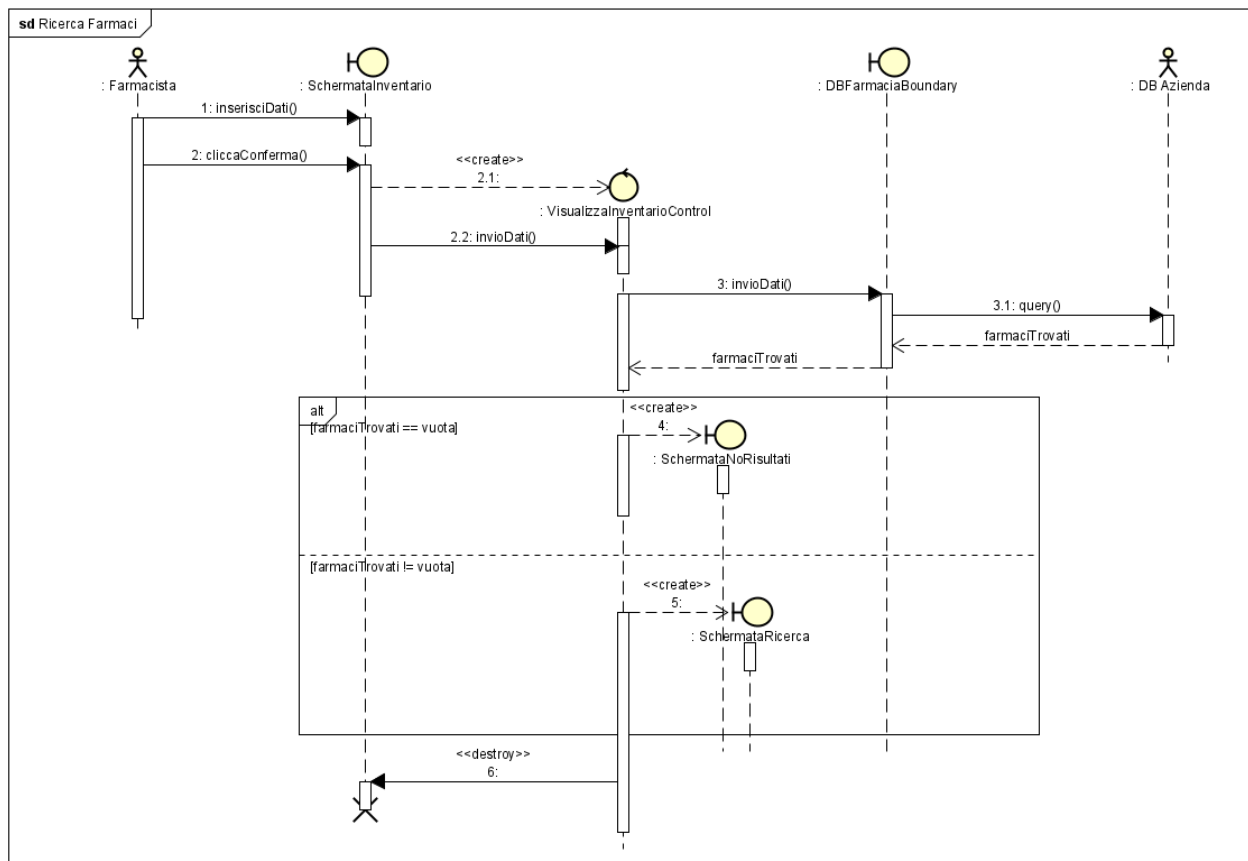 sd Ricerca Farmaci
: Farmacista
: SchermataInventario
: DBFarmaciaBoundary
: DB Azienda
1: inserisciDati()
2: cliccaConferma()
<<create>>
2.1:
: VisualizzaInventarioControl
2.2: invioDati()
3: invioDati()
3.1: query()
farmaciTrovati
farmaciTrovati
alt
[farmaciTrovati == vuota]
<<create>>
4:
: SchermataNoRisultati
[farmaciTrovati != vuota]
<<create>>
5:
: SchermataRicerca
<<destroy>>
6: